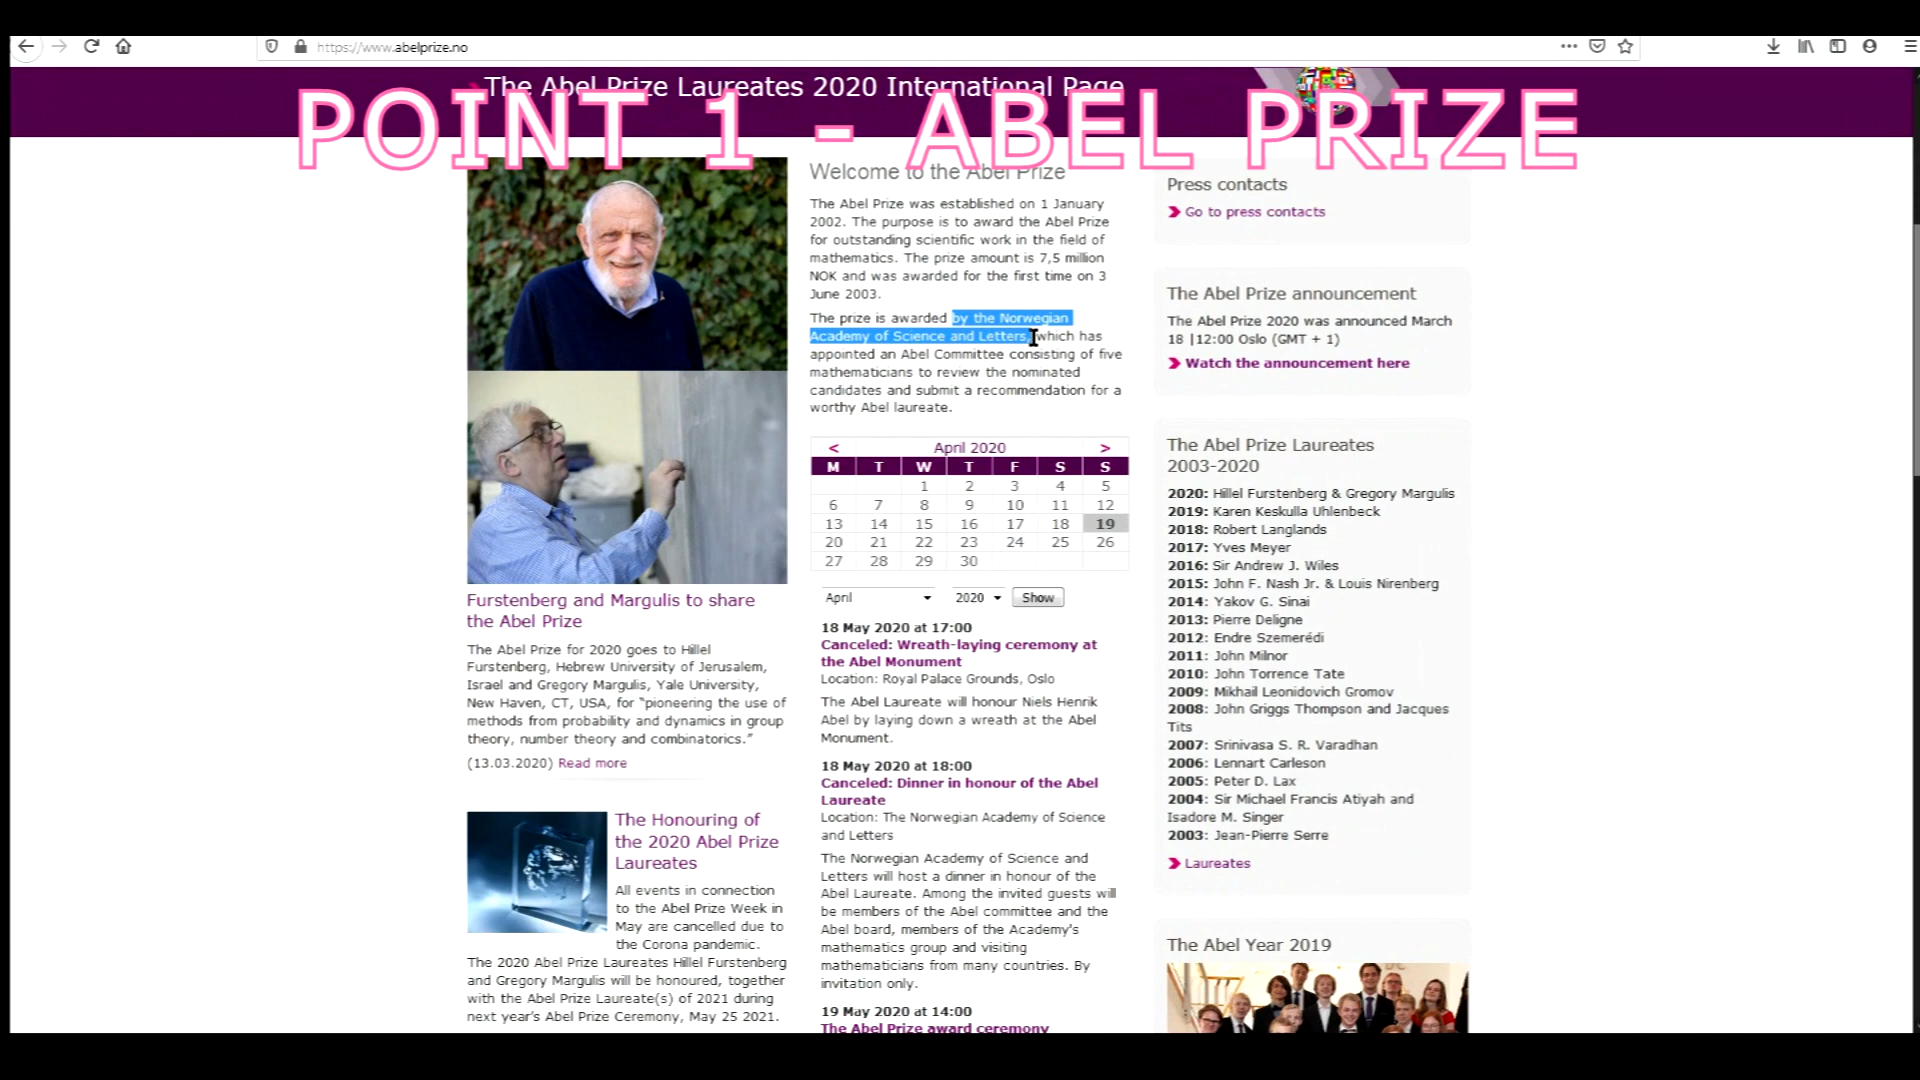 https://www.abelprize.no
The Abel Prize Laureates 2020 International Page
POINT 1 - ABEL PRIZE
Furstenberg and Margulis to share
the Abel Prize
The Abel Prize for 2020 goes to Hillel
Furstenberg, Hebrew University of Jerusalem,
Israel and Gregory Margulis, Yale University,
New Haven, CT, USA, for “pioneering the use of
methods from probability and dynamics in group
theory, number theory and combinatorics.”
(13.03.2020) Read more
The Honouring of
the 2020 Abel Prize
Laureates
All events in connection
to the Abel Prize Week in
May are cancelled due to
the Corona pandemic.
The 2020 Abel Prize Laureates Hillel Furstenberg
and Gregory Margulis will be honoured, together
with the Abel Prize Laureate(s) of 2021 during
next year's Abel Prize Ceremony, May 25 2021.
Welcome to the Abel Prize
The Abel Prize was established on 1 January
2002. The purpose is to award the Abel Prize
for outstanding scientific work in the field of
mathematics. The prize amount is 7,5 million
NOK and was awarded for the first time on 3
June 2003.
The prize is awarded by the Norwegian
Academy of Science and Letters, which has
appointed an Abel Committee consisting of five
mathematicians to review the nominated
candidates and submit a recommendation for a
worthy Abel laureate.
< April 2020 >
M T W T F S S
1 2 3 4 5
6 7 8 9 10 11 12
13 14 15 16 17 18 19
20 21 22 23 24 25 26
27 28 29 30
April 2020 Show
18 May 2020 at 17:00
Canceled: Wreath-laying ceremony at
the Abel Monument
Location: Royal Palace Grounds, Oslo
The Abel Laureate will honour Niels Henrik
Abel by laying down a wreath at the Abel
Monument.
18 May 2020 at 18:00
Canceled: Dinner in honour of the Abel
Laureate
Location: The Norwegian Academy of Science
and Letters
The Norwegian Academy of Science and
Letters will host a dinner in honour of the
Abel Laureate. Among the invited guests will
be members of the Abel committee and the
Abel board, members of the Academy's
mathematics group and visiting
mathematicians from many countries. By
invitation only.
19 May 2020 at 14:00
The Abel Prize award ceremony
Press contacts
Go to press contacts
The Abel Prize announcement
The Abel Prize 2020 was announced March
18 |12:00 Oslo (GMT + 1)
Watch the announcement here
The Abel Prize Laureates
2003-2020
2020: Hillel Furstenberg & Gregory Margulis
2019: Karen Keskulla Uhlenbeck
2018: Robert Langlands
2017: Yves Meyer
2016: Sir Andrew J. Wiles
2015: John F. Nash Jr. & Louis Nirenberg
2014: Yakov G. Sinai
2013: Pierre Deligne
2012: Endre Szemerédi
2011: John Milnor
2010: John Torrence Tate
2009: Mikhail Leonidovich Gromov
2008: John Griggs Thompson and Jacques
Tits
2007: Srinivasa S. R. Varadhan
2006: Lennart Carleson
2005: Peter D. Lax
2004: Sir Michael Francis Atiyah and
Isadore M. Singer
2003: Jean-Pierre Serre
Laureates
The Abel Year 2019